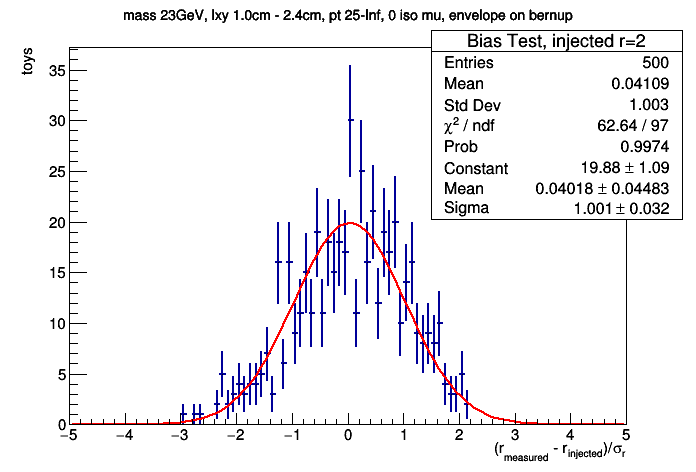 mass 23GeV, lxy 1.0cm - 2.4cm, pt 25-Inf, 0 iso mu, envelope on bernup
Bias Test, injected r=2
Entries 500
Mean 0.04109
Std Dev 1.003
χ² / ndf 62.64 / 97
Prob 0.9974
Constant 19.88 ± 1.09
Mean 0.04018 ± 0.04483
Sigma 1.001 ± 0.032
toys
35
30
25
20
15
10
5
0
−5 −4 −3 −2 −1 0 1 2 3 4 5
(r_measured - r_injected)/σ_r